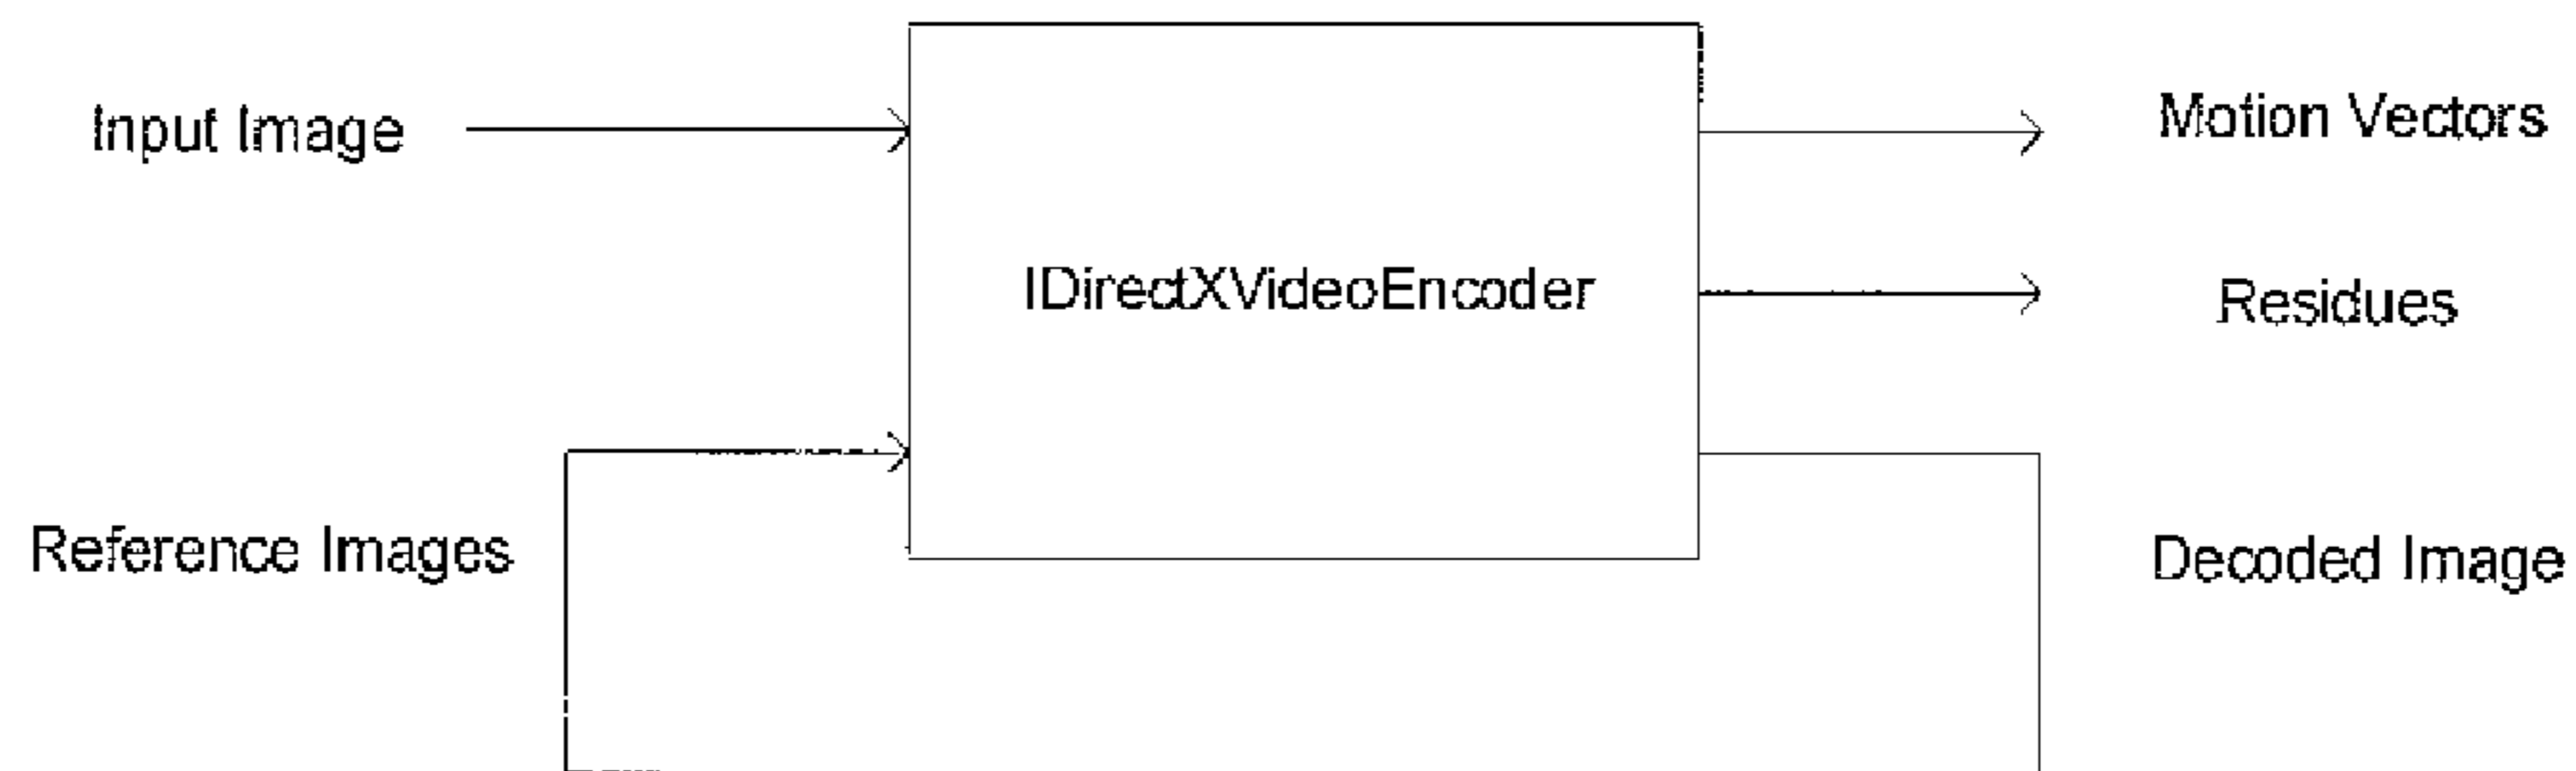 Input Image
Motion Vectors
IDirectXVideoEncoder
Residues
Reference Images
Decoded Image